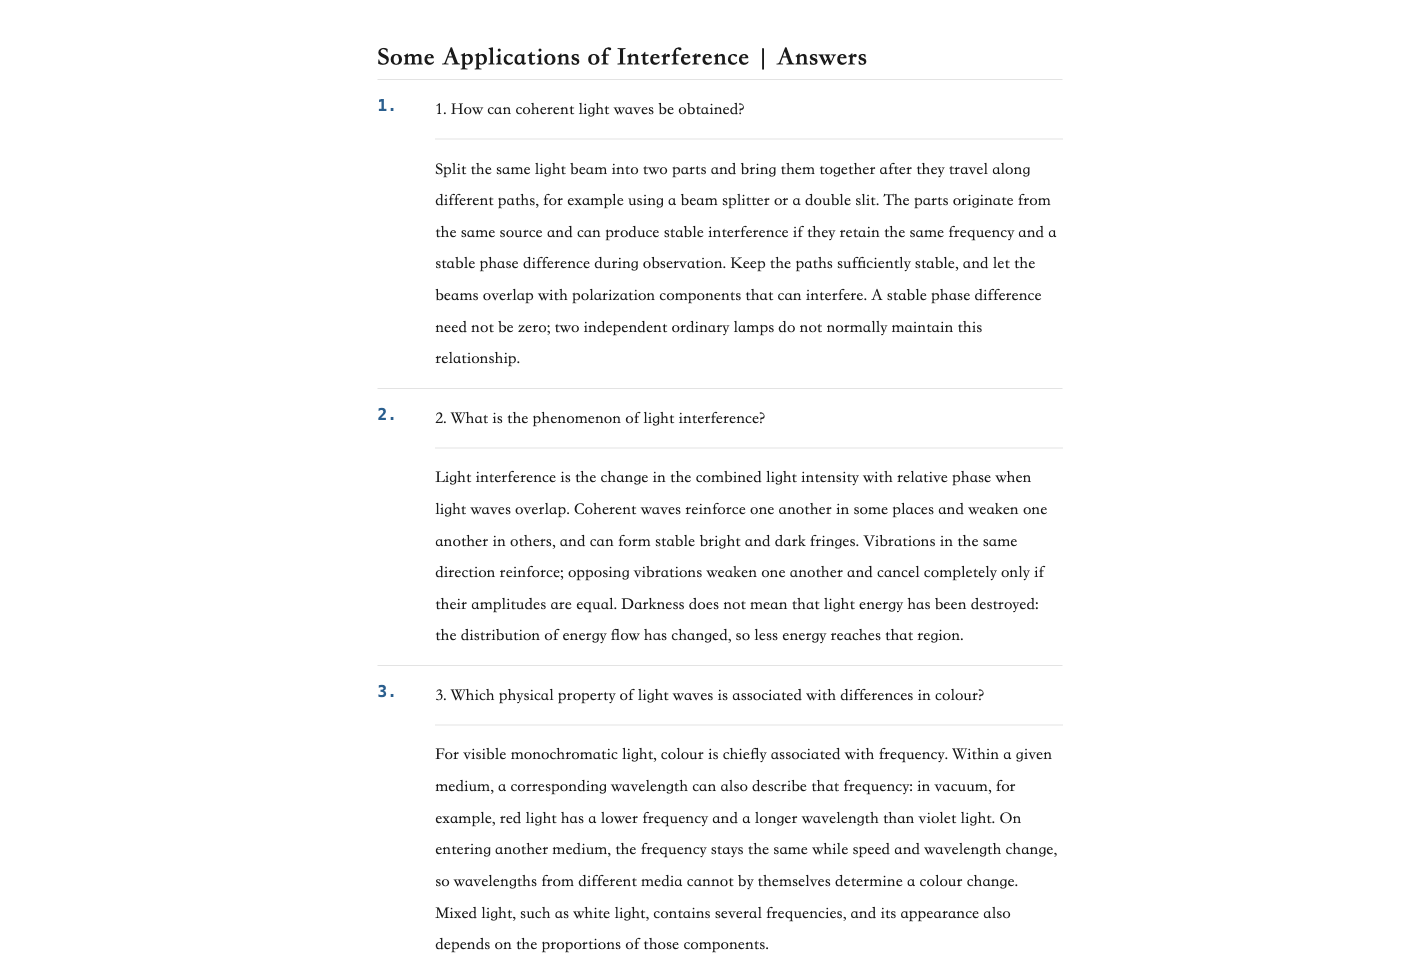 Some Applications of Interference | Answers
1.
1. How can coherent light waves be obtained?
Split the same light beam into two parts and bring them together after they travel along
different paths, for example using a beam splitter or a double slit. The parts originate from
the same source and can produce stable interference if they retain the same frequency and a
stable phase difference during observation. Keep the paths sufficiently stable, and let the
beams overlap with polarization components that can interfere. A stable phase difference
need not be zero; two independent ordinary lamps do not normally maintain this
relationship.
2.
2. What is the phenomenon of light interference?
Light interference is the change in the combined light intensity with relative phase when
light waves overlap. Coherent waves reinforce one another in some places and weaken one
another in others, and can form stable bright and dark fringes. Vibrations in the same
direction reinforce; opposing vibrations weaken one another and cancel completely only if
their amplitudes are equal. Darkness does not mean that light energy has been destroyed:
the distribution of energy flow has changed, so less energy reaches that region.
3.
3. Which physical property of light waves is associated with differences in colour?
For visible monochromatic light, colour is chiefly associated with frequency. Within a given
medium, a corresponding wavelength can also describe that frequency: in vacuum, for
example, red light has a lower frequency and a longer wavelength than violet light. On
entering another medium, the frequency stays the same while speed and wavelength change,
so wavelengths from different media cannot by themselves determine a colour change.
Mixed light, such as white light, contains several frequencies, and its appearance also
depends on the proportions of those components.